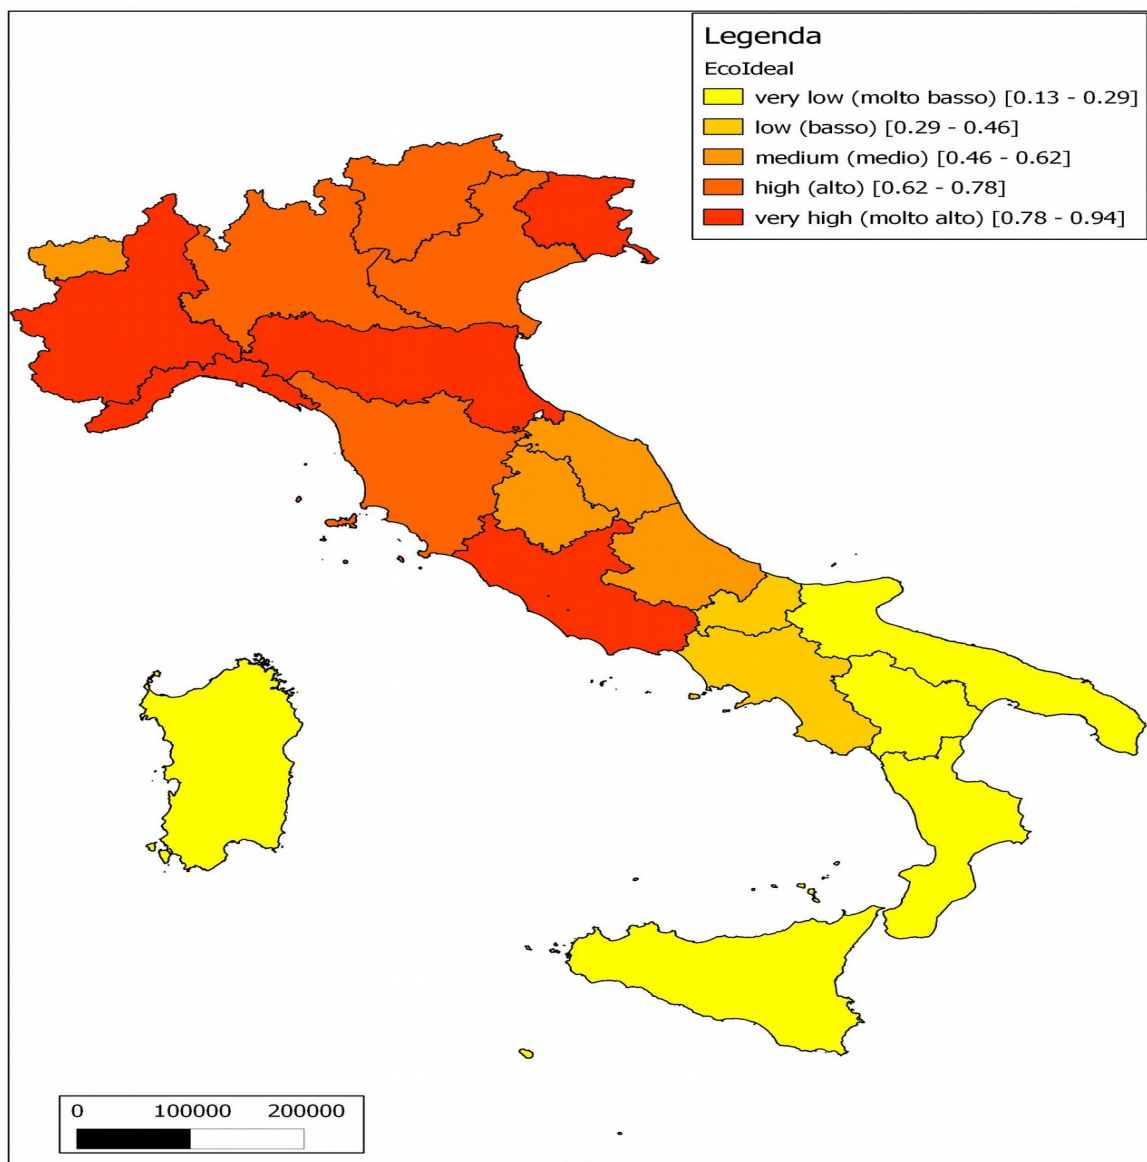 Legenda
EcoIdeal
very low (molto basso) [0.13 - 0.29]
low (basso) [0.29 - 0.46]
medium (medio) [0.46 - 0.62]
high (alto) [0.62 - 0.78]
very high (molto alto) [0.78 - 0.94]
0 100000 200000